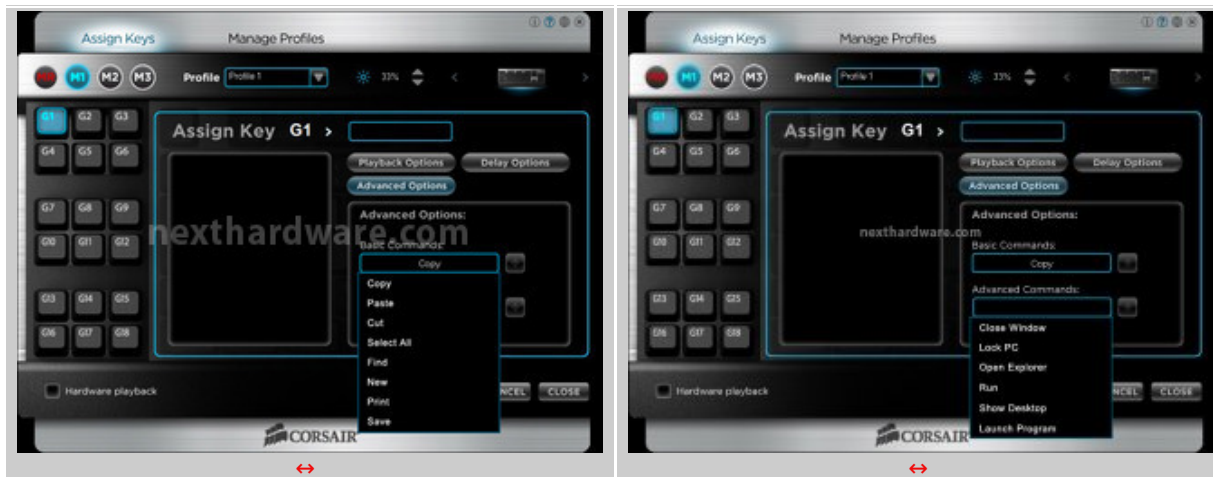 Assign Keys Manage Profiles
MR M1 M2 M3 Profile Profile 1 33%
G1 G2 G3
Assign Key G1 >
G4 G5 G6
Playback Options Delay Options
Advanced Options
G7 G8 G9
Advanced Options:
nexthardware.com
G10 G11 G12
Basic Commands:
Copy
Copy
Paste
G13 G14 G15
Cut
Select All
G16 G17 G18
Find
New
Hardware playback
CLOSE
Print
Save
CORSAIR
Assign Keys Manage Profiles
MR M1 M2 M3 Profile Profile 1 33%
G1 G2 G3
Assign Key G1 >
G4 G5 G6
Playback Options Delay Options
Advanced Options
G7 G8 G9
Advanced Options:
nexthardware.com
G10 G11 G12
Basic Commands:
Copy
Advanced Commands:
G13 G14 G15
Close Window
G16 G17 G18
Lock PC
Open Explorer
Run
Hardware playback
CLOSE
Show Desktop
Launch Program
CORSAIR